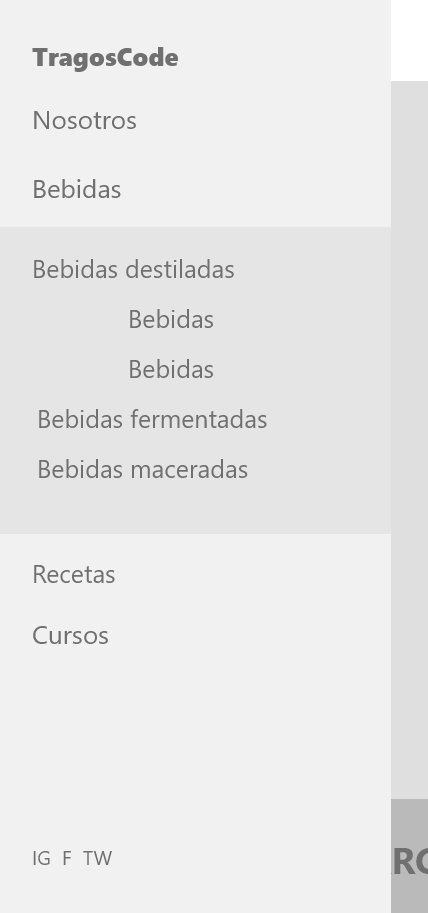 TragosCode
Nosotros
Bebidas
Bebidas destiladas
Bebidas
Bebidas
Bebidas fermentadas
Bebidas maceradas
Recetas
Cursos
IG F TW